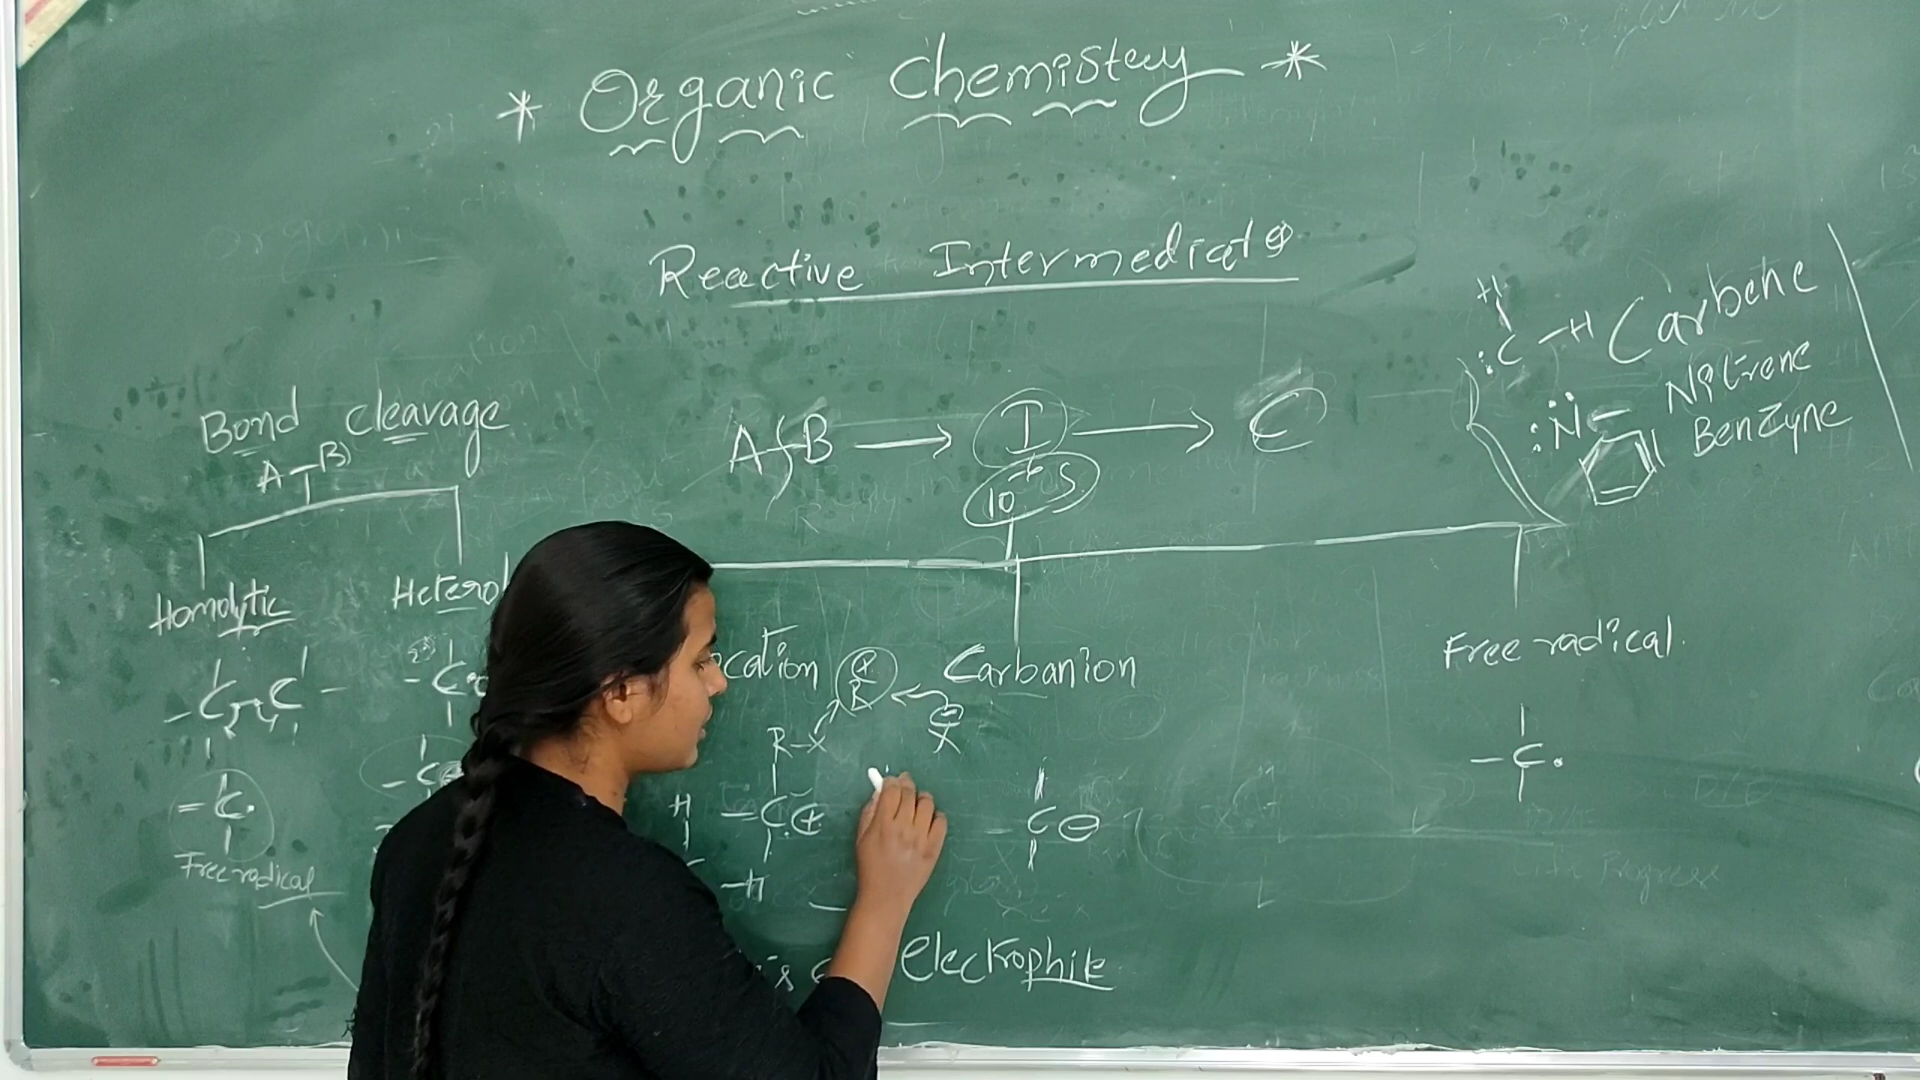 * Organic Chemistry *
Reactive Intermediate
Bond cleavage
A-B
A-B → I → C
10⁻⁶ S
H
:C-H Carbene
:N̈- Nitrene
Benzyne
Homolytic
Heterol
cation
Carbanion
Free radical.
R-X
R⊕
X⊖
-C-C-
-C.
-C⊕
C⊖
-C.
H
-H
Free radical
Electrophile